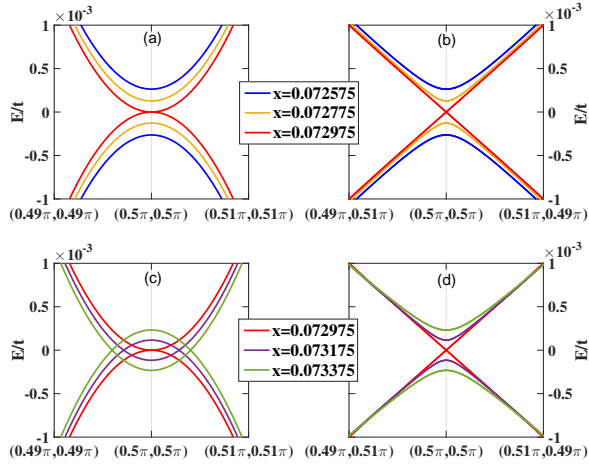 ×10⁻³ ×10⁻³
1 (a) (b) 1
0.5 0.5
E/t 0 x=0.072575 0 E/t
x=0.072775
x=0.072975
-0.5 -0.5
-1 -1
(0.49π,0.49π) (0.5π,0.5π) (0.51π,0.51π) (0.49π,0.51π) (0.5π,0.5π) (0.51π,0.49π)
×10⁻³ ×10⁻³
1 (c) (d) 1
0.5 0.5
E/t 0 x=0.072975 0 E/t
x=0.073175
x=0.073375
-0.5 -0.5
-1 -1
(0.49π,0.49π) (0.5π,0.5π) (0.51π,0.51π) (0.49π,0.51π) (0.5π,0.5π) (0.51π,0.49π)